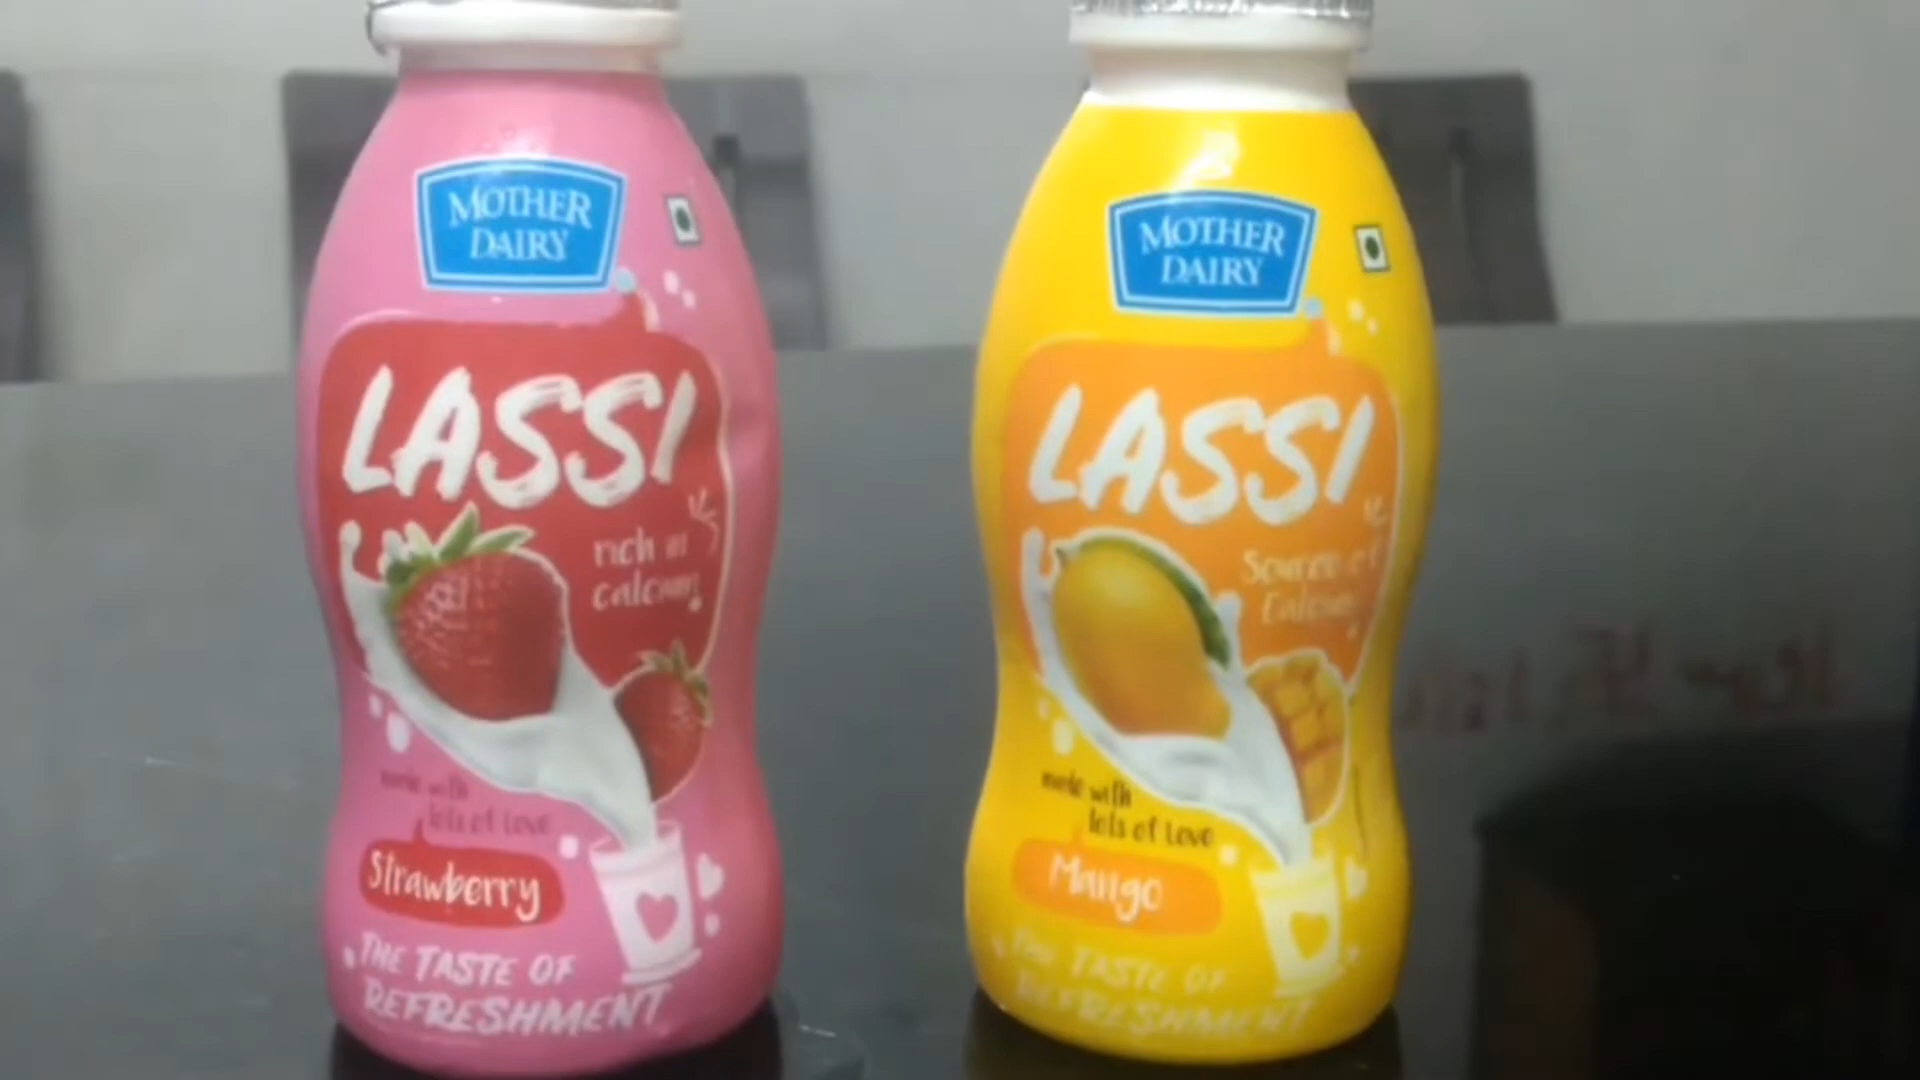 MOTHER
DAIRY
LASSI
rich in
calcium
made with
lots of love
Strawberry
THE TASTE OF
REFRESHMENT
MOTHER
DAIRY
LASSI
Source of
Calcium
made with
lots of love
Mango
THE TASTE OF
REFRESHMENT